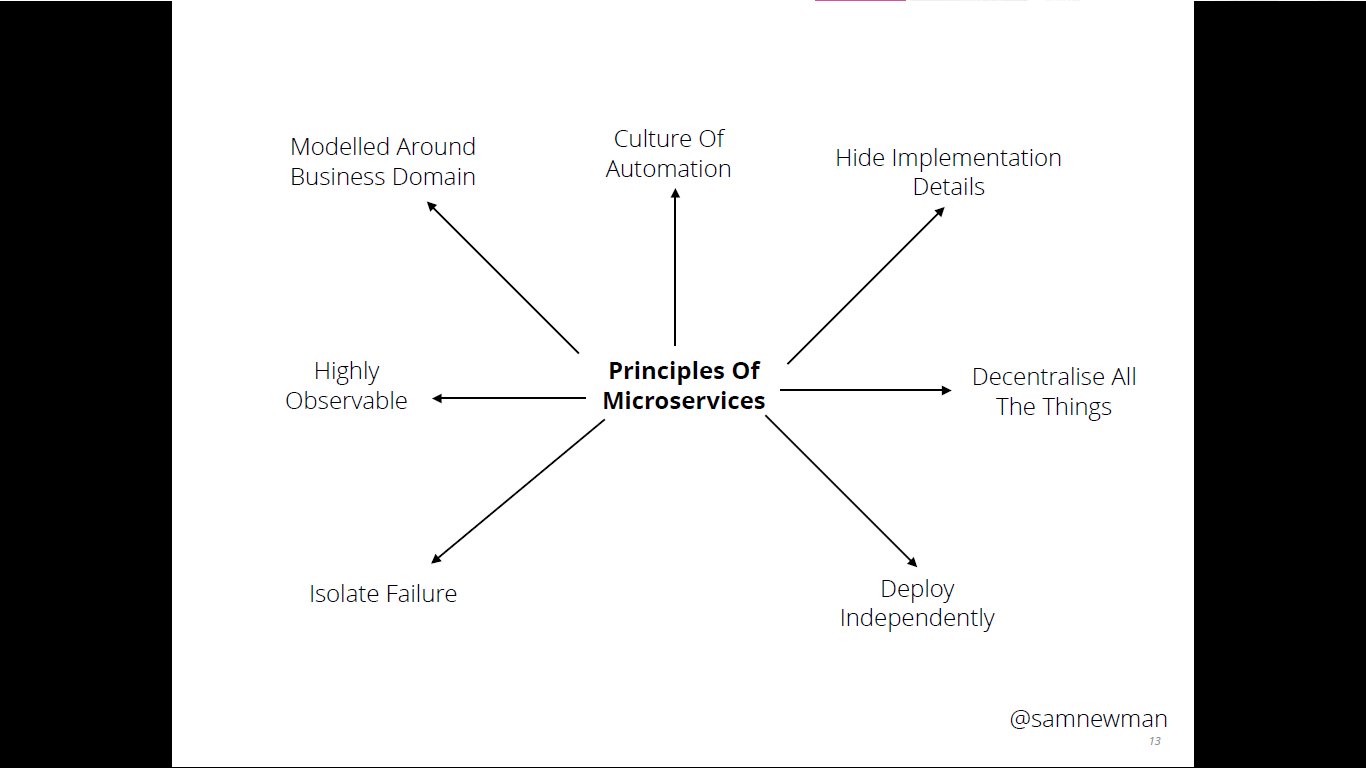 Modelled Around
Business Domain
Culture Of
Automation
Hide Implementation
Details
Highly
Observable
Principles Of
Microservices
Decentralise All
The Things
Isolate Failure
Deploy
Independently
@samnewman
13